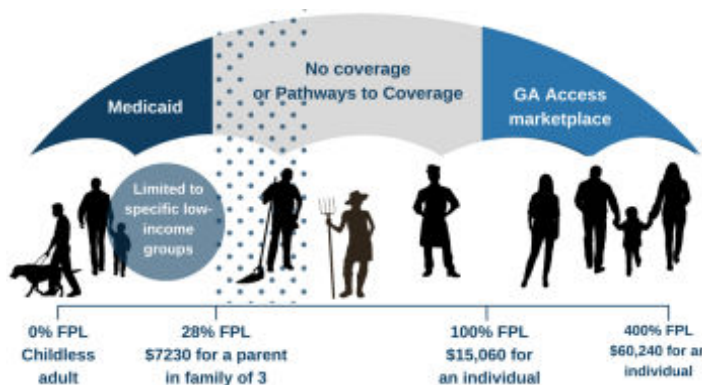 No coverage
or Pathways to Coverage
Medicaid
GA Access
marketplace
Limited to
specific low-
income
groups
0% FPL
Childless
adult
28% FPL
$7230 for a parent
in family of 3
100% FPL
$15,060 for
an individual
400% FPL
$60,240 for an
individual